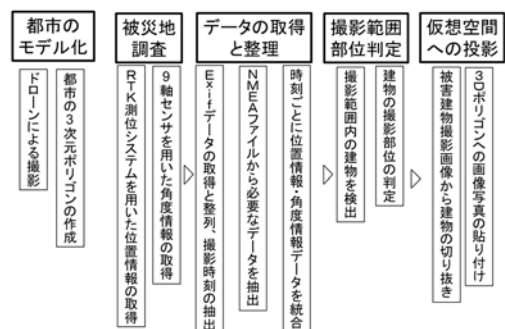 都市の
モデル化
ドローンによる撮影
都市の3次元ポリゴンの作成
被災地
調査
RTK測位システムを用いた位置情報の取得
9軸センサを用いた角度情報の取得
データの取得
と整理
Exifデータの取得と整列、撮影時刻の抽出
NMEAファイルから必要なデータを抽出
時刻ごとに位置情報・角度情報データを統合
撮影範囲
部位判定
撮影範囲内の建物を検出
建物の撮影部位の判定
仮想空間
への投影
被害建物撮影画像から建物の切り抜き
3Dポリゴンへの画像写真の貼り付け